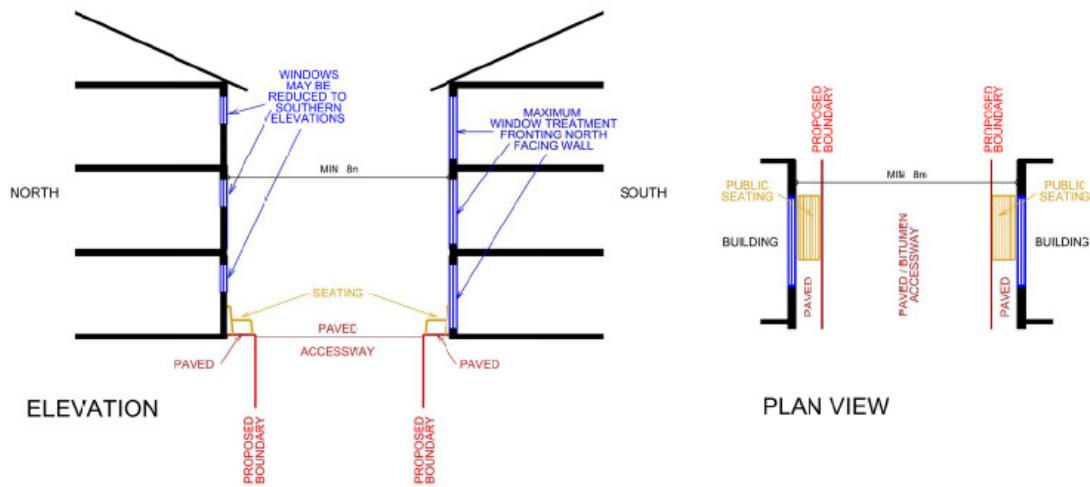 WINDOWS
MAY BE
REDUCED TO
SOUTHERN
ELEVATIONS
MAXIMUM
WINDOW TREATMENT
FRONTING NORTH
FACING WALL
MIN 8m
NORTH
SOUTH
SEATING
PAVED
ACCESSWAY
PAVED
PAVED
PROPOSED
BOUNDARY
PROPOSED
BOUNDARY
ELEVATION
PROPOSED
BOUNDARY
PROPOSED
BOUNDARY
MIN 8m
PUBLIC
SEATING
PUBLIC
SEATING
BUILDING
BUILDING
PAVED
PAVED / BITUMEN
ACCESSWAY
PAVED
PLAN VIEW